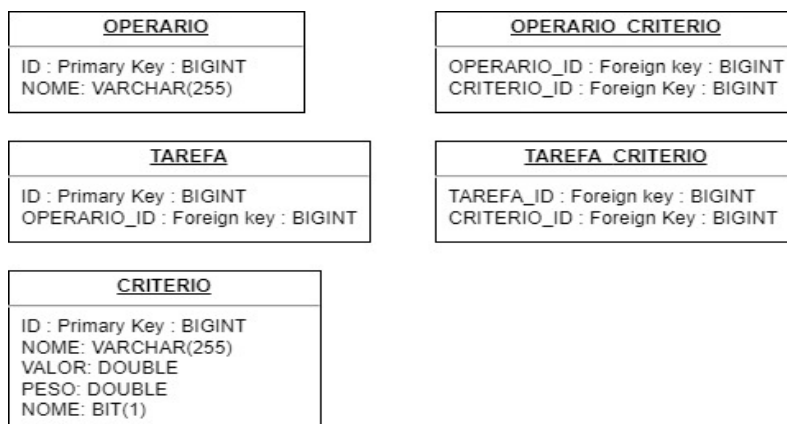 OPERARIO
ID : Primary Key : BIGINT
NOME: VARCHAR(255)
OPERARIO_CRITERIO
OPERARIO_ID : Foreign key : BIGINT
CRITERIO_ID : Foreign Key : BIGINT
TAREFA
ID : Primary Key : BIGINT
OPERARIO_ID : Foreign key : BIGINT
TAREFA_CRITERIO
TAREFA_ID : Foreign key : BIGINT
CRITERIO_ID : Foreign Key : BIGINT
CRITERIO
ID : Primary Key : BIGINT
NOME: VARCHAR(255)
VALOR: DOUBLE
PESO: DOUBLE
NOME: BIT(1)